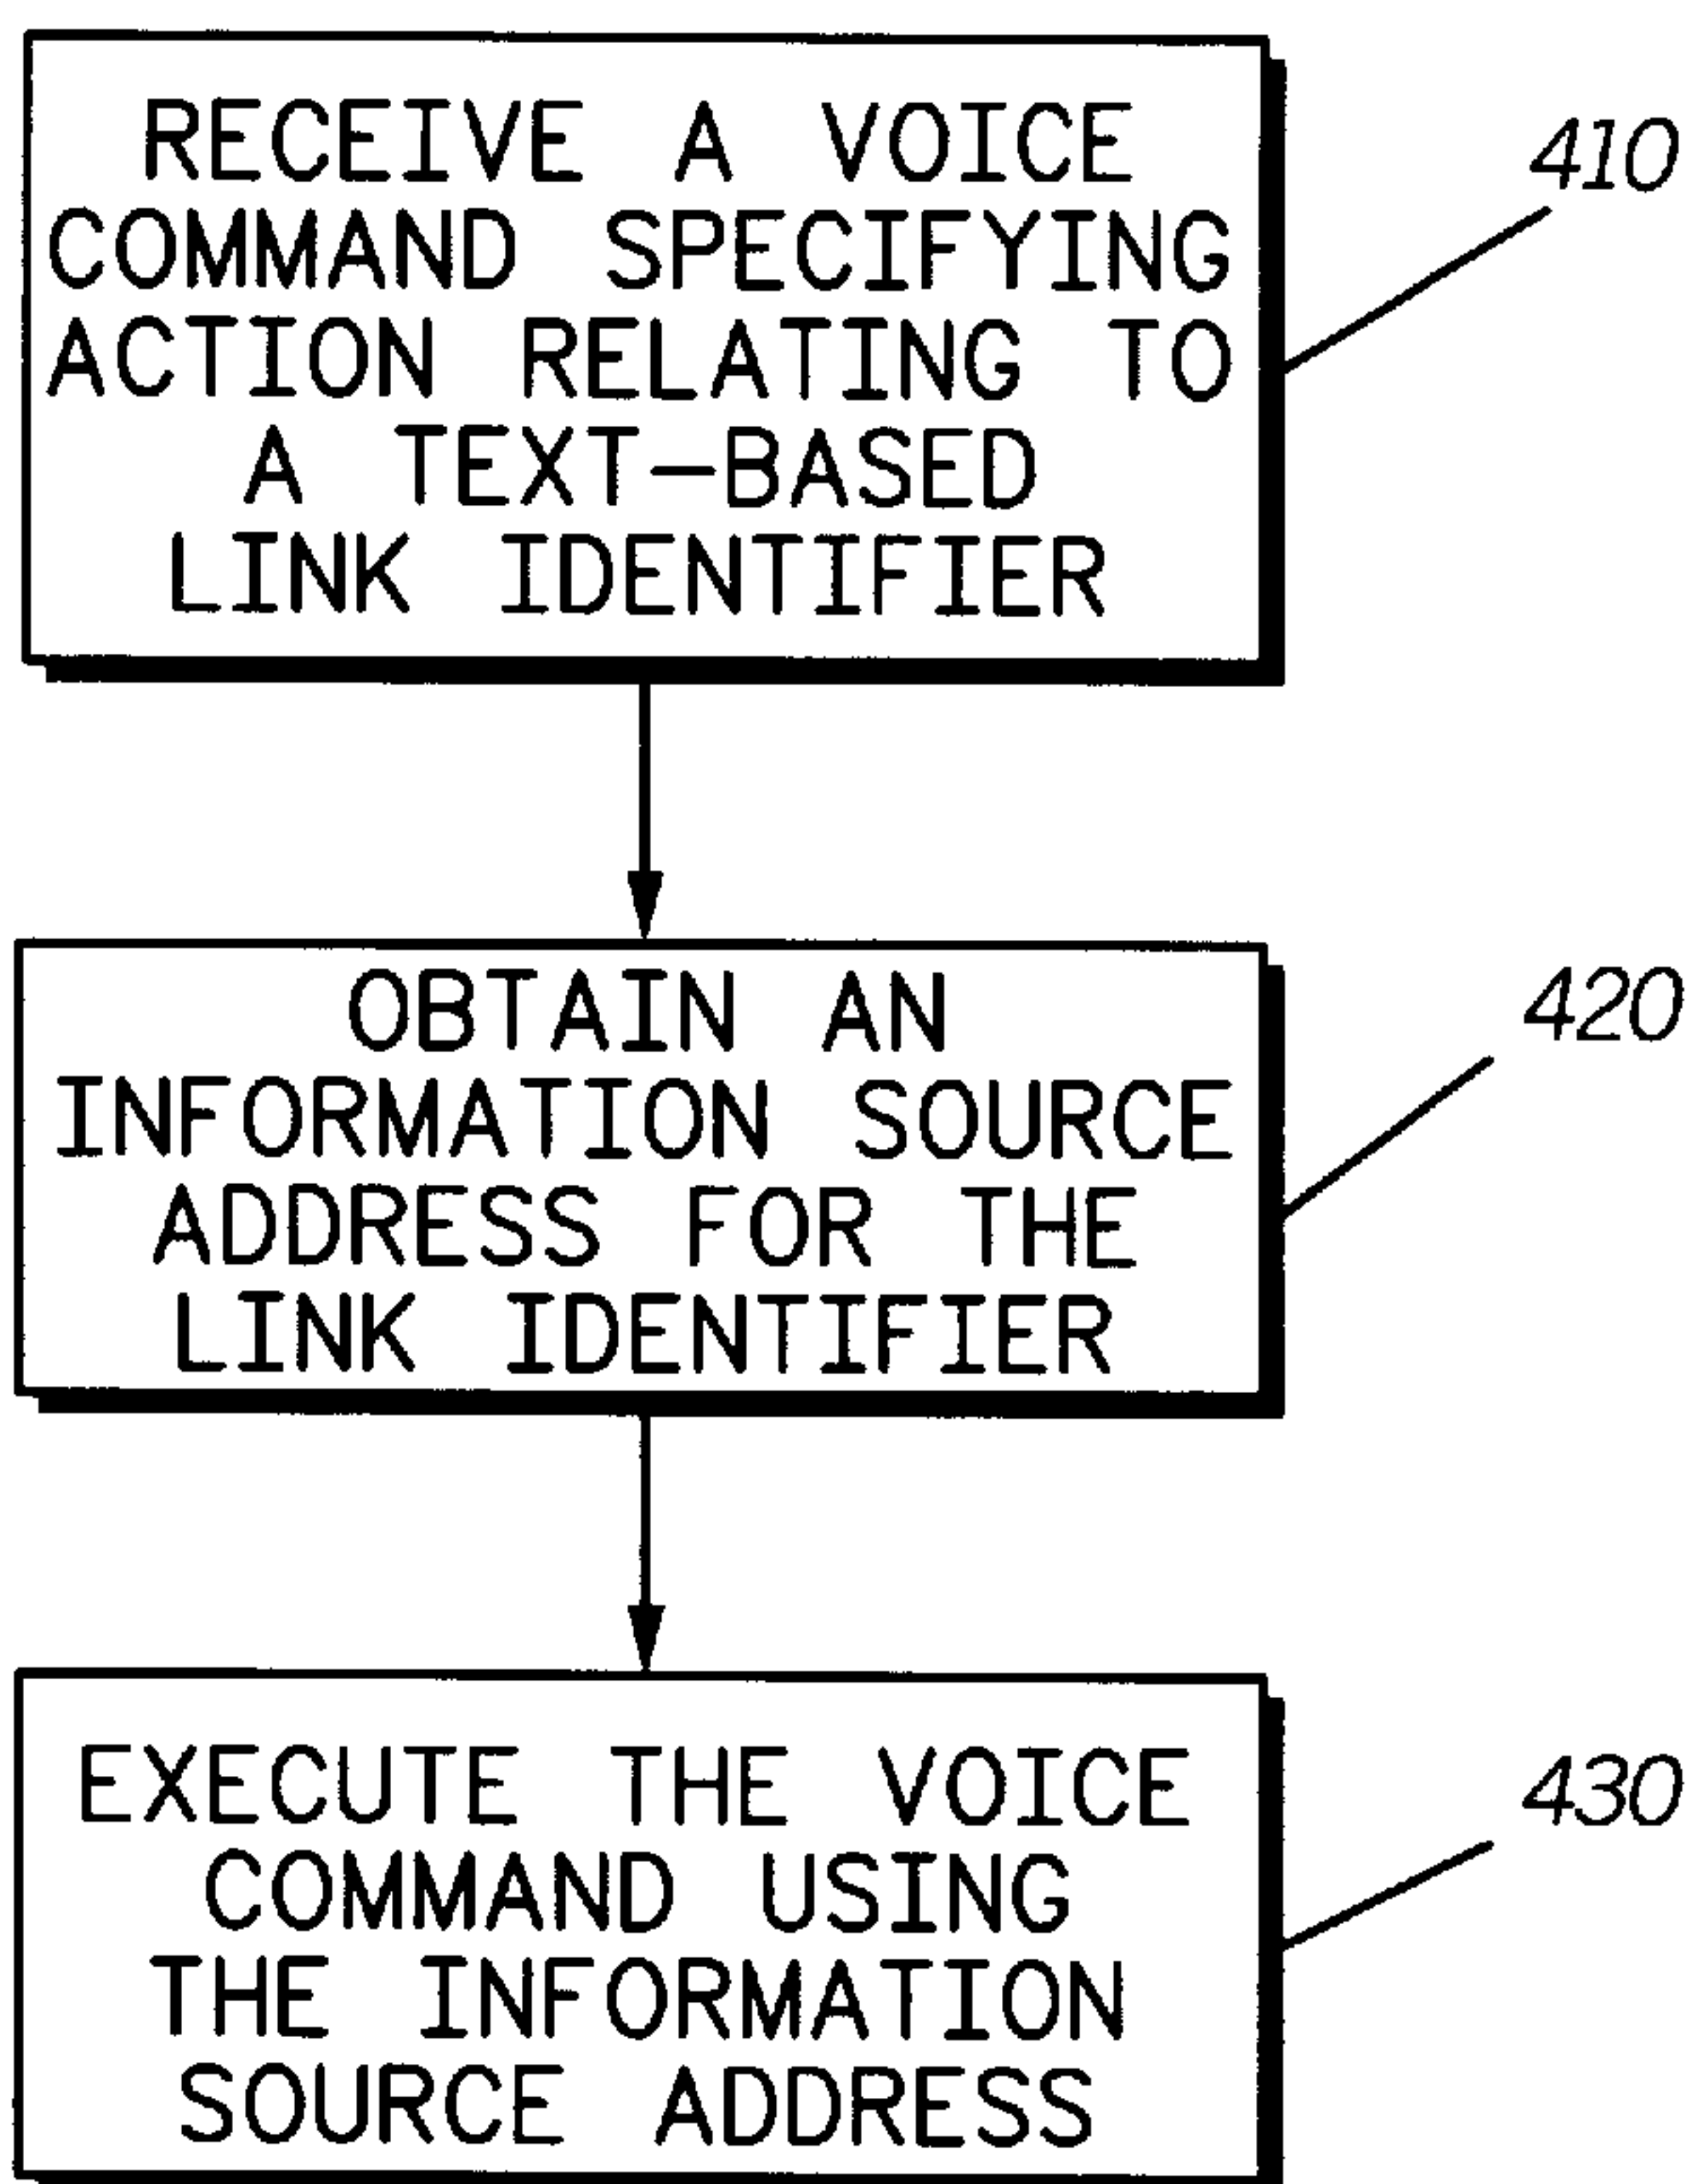 RECEIVE A VOICE
COMMAND SPECIFYING
ACTION RELATING TO
A TEXT-BASED
LINK IDENTIFIER
410
OBTAIN AN
INFORMATION SOURCE
ADDRESS FOR THE
LINK IDENTIFIER
420
EXECUTE THE VOICE
COMMAND USING
THE INFORMATION
SOURCE ADDRESS
430